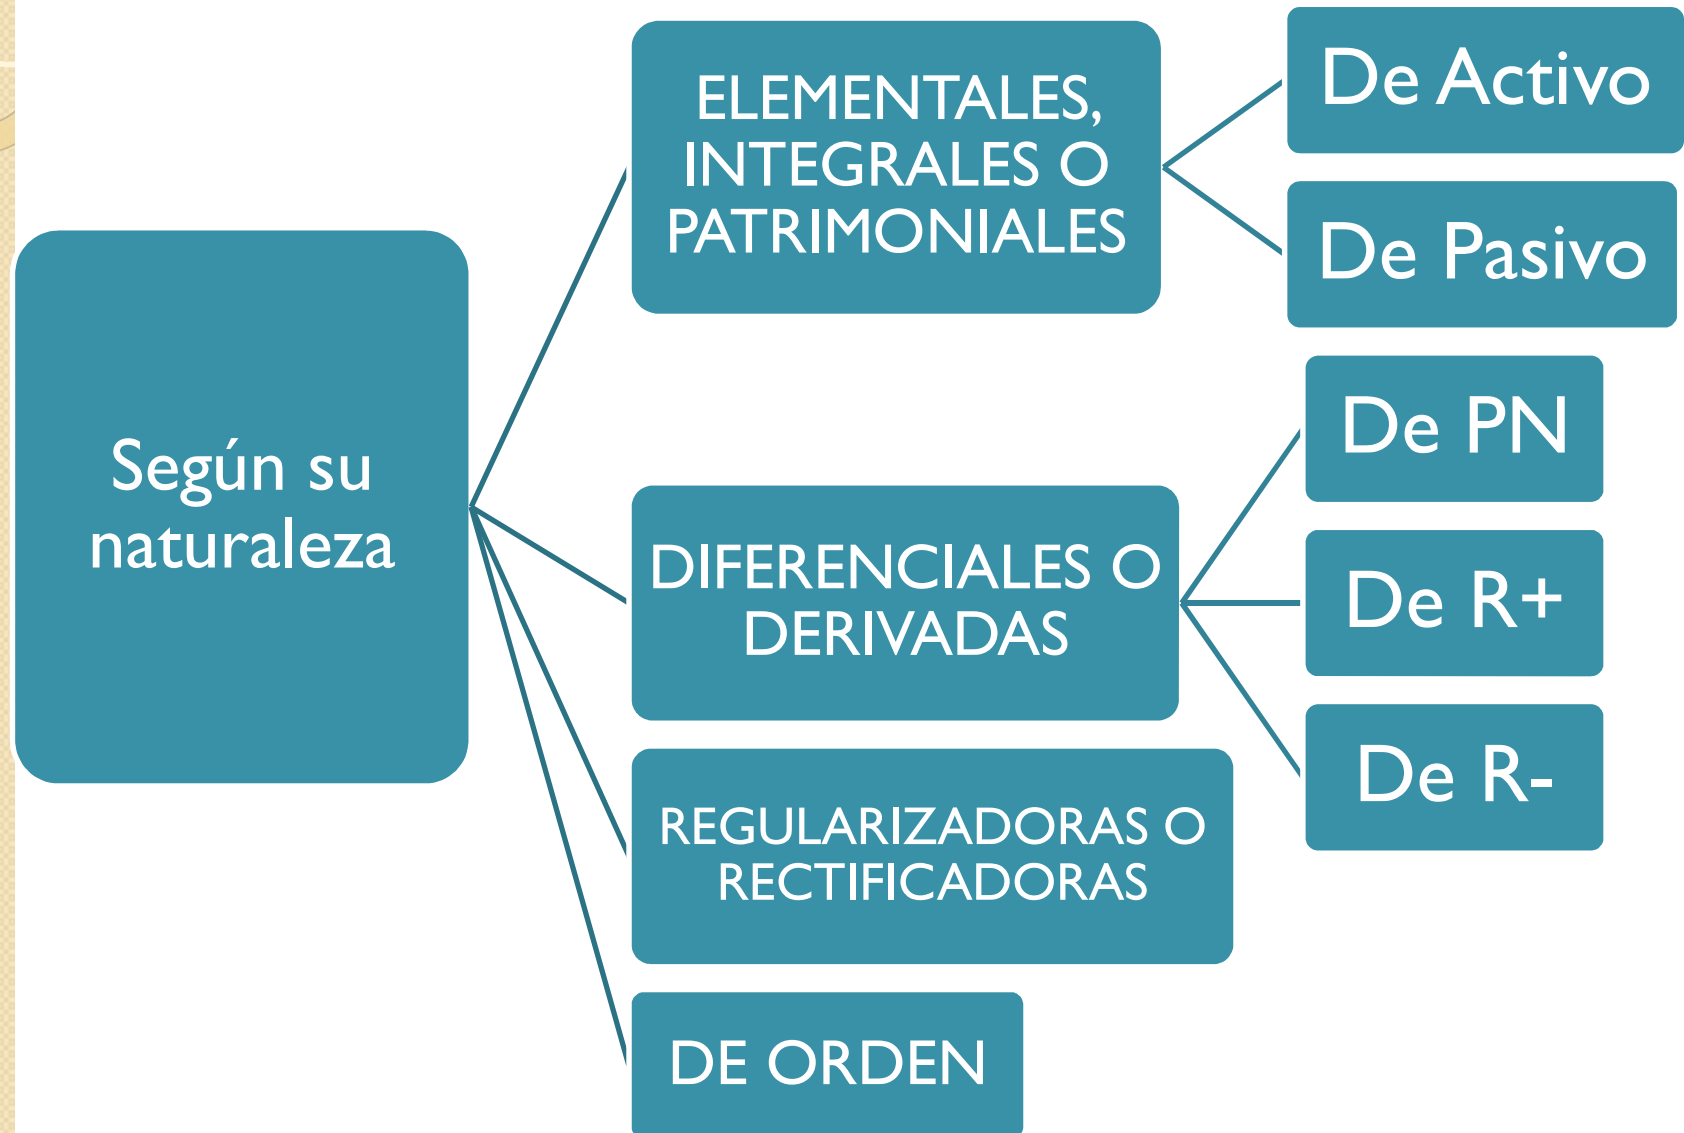 Según su
naturaleza
ELEMENTALES,
INTEGRALES O
PATRIMONIALES
De Activo
De Pasivo
DIFERENCIALES O
DERIVADAS
De PN
De R+
De R-
REGULARIZADORAS O
RECTIFICADORAS
DE ORDEN